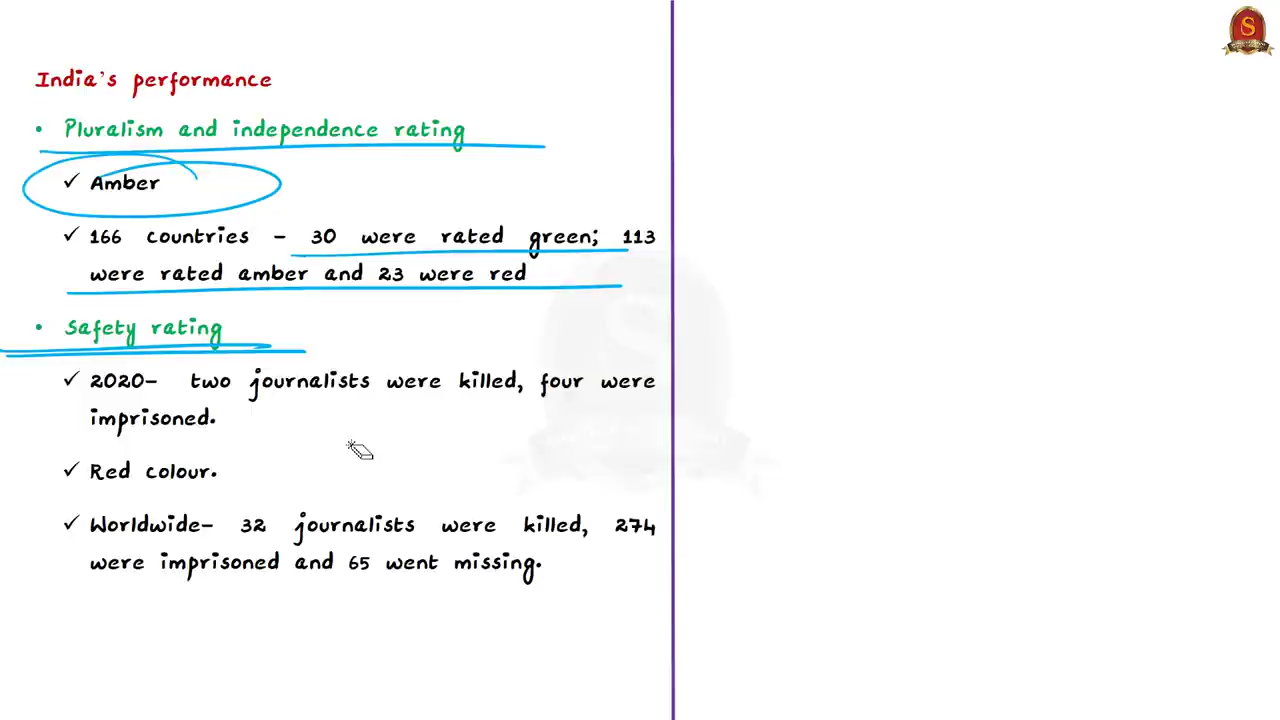 India's performance
• Pluralism and independence rating
✓ Amber
✓ 166 countries - 30 were rated green; 113
were rated amber and 23 were red
• Safety rating
✓ 2020- two journalists were killed, four were
imprisoned.
✓ Red colour.
✓ Worldwide- 32 journalists were killed, 274
were imprisoned and 65 went missing.
S